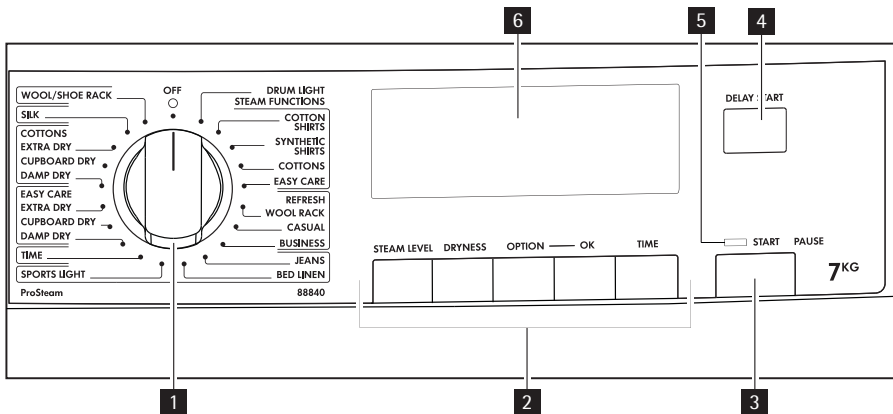 6
5
4
OFF
WOOL/SHOE RACK
SILK
COTTONS
EXTRA DRY
CUPBOARD DRY
DAMP DRY
EASY CARE
EXTRA DRY
CUPBOARD DRY
DAMP DRY
TIME
SPORTS LIGHT
ProSteam
DRUM LIGHT
STEAM FUNCTIONS
COTTON
SHIRTS
SYNTHETIC
SHIRTS
COTTONS
EASY CARE
REFRESH
WOOL RACK
CASUAL
BUSINESS
JEANS
BED LINEN
88840
STEAM LEVEL DRYNESS OPTION OK TIME
DELAY START
START PAUSE
7KG
1
2
3